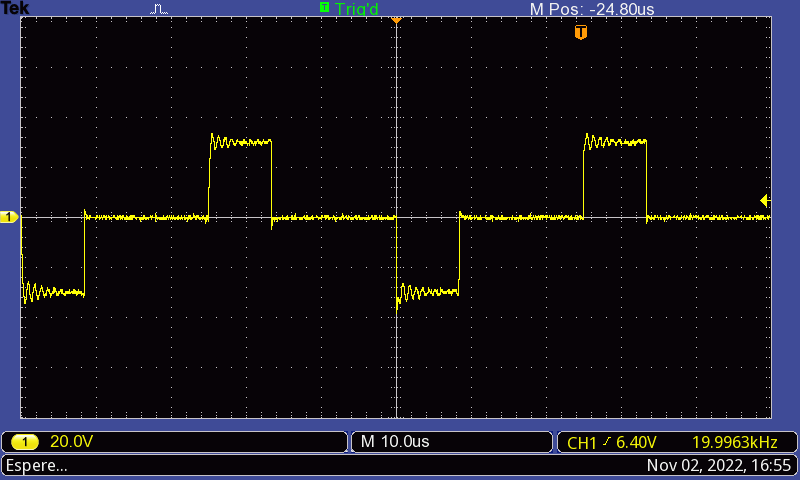 Tek T Trig'd M Pos: -24.80us
T
1
1 20.0V M 10.0us CH1 6.40V 19.9963kHz
Espere... Nov 02, 2022, 16:55